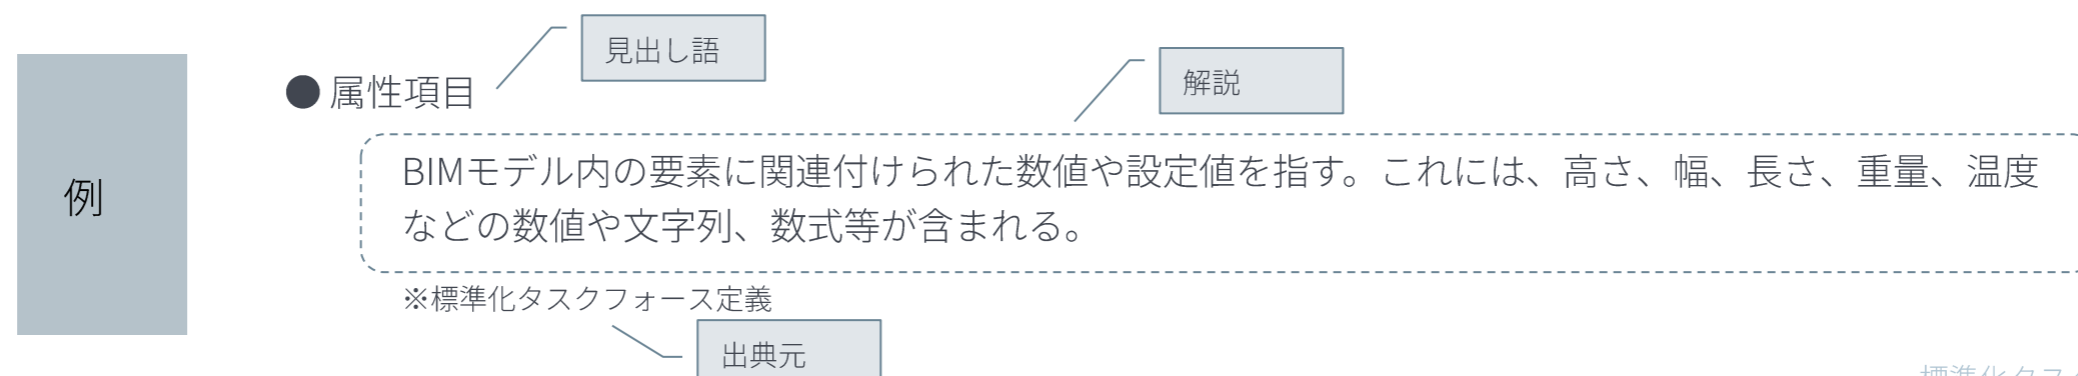 見出し語
解説
● 属性項目
例
BIMモデル内の要素に関連付けられた数値や設定値を指す。これには、高さ、幅、長さ、重量、温度
などの数値や文字列、数式等が含まれる。
※標準化タスクフォース定義
出典元